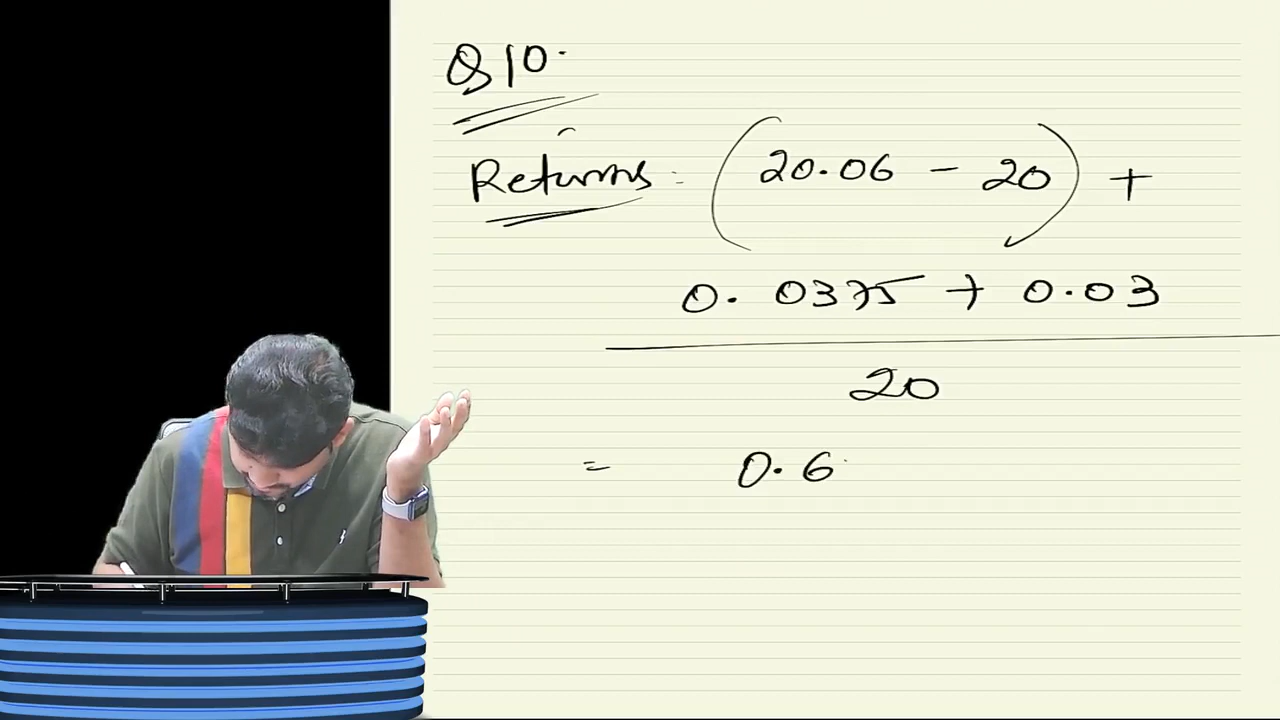 Q10.
Returns: (20.06 - 20) +
0.0375 + 0.03
20
= 0.6